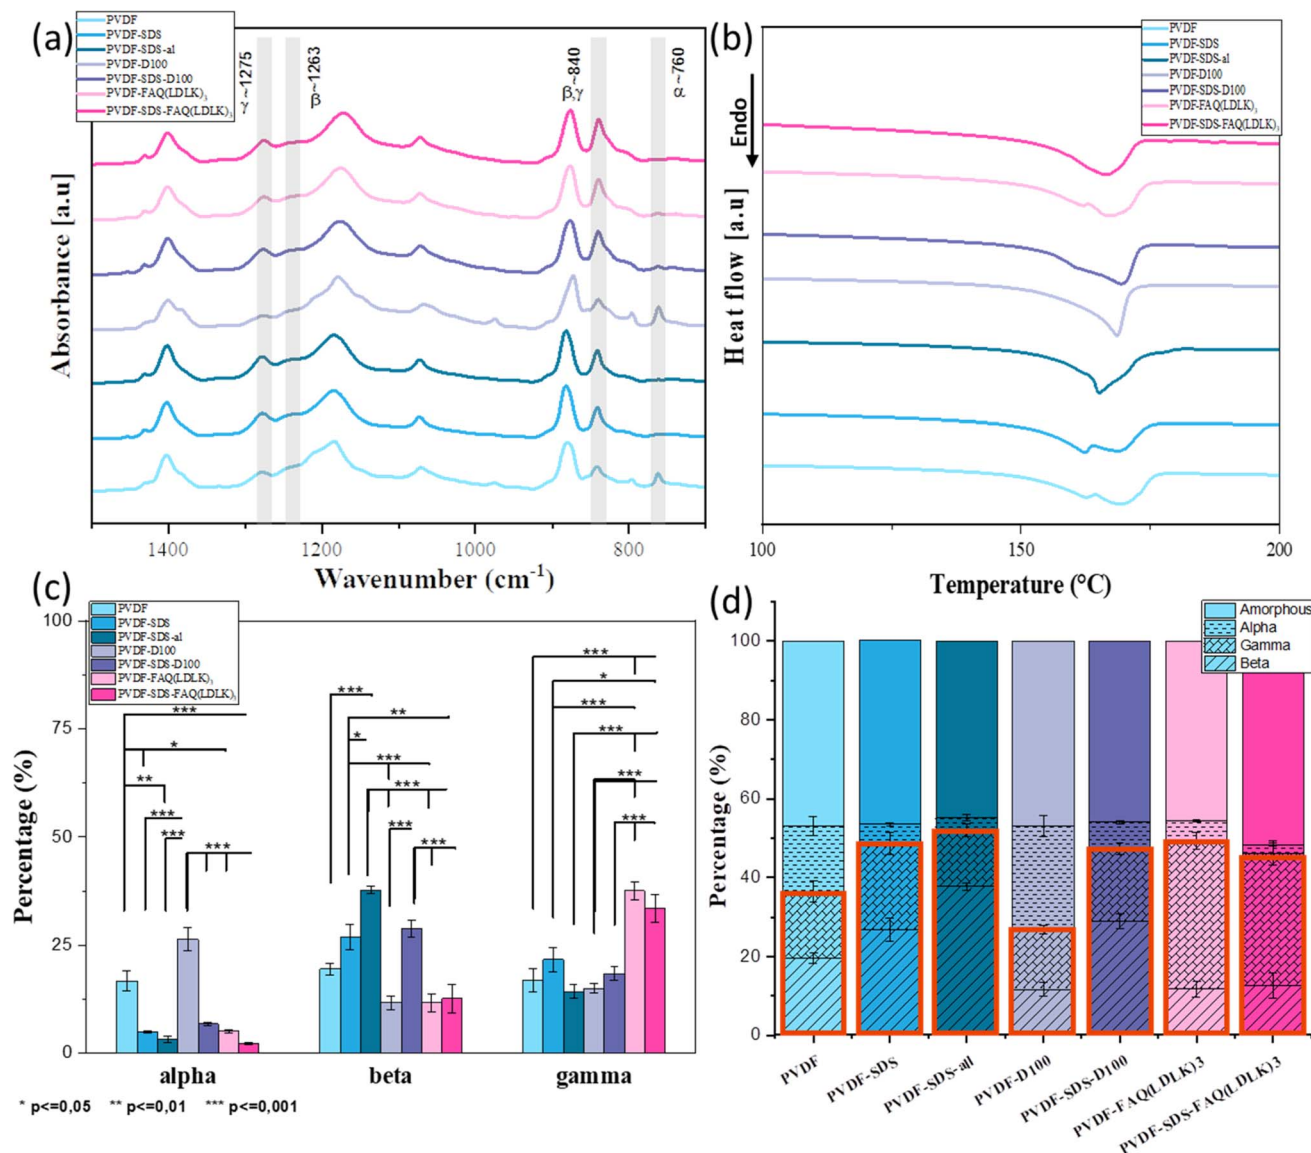 (a)
PVDF
PVDF-SDS
PVDF-SDS-al
PVDF-D100
PVDF-SDS-D100
PVDF-FAQ(LDLK)₃
PVDF-SDS-FAQ(LDLK)₃
γ ~1275
β ~1263
β,γ ~840
α ~760
Absorbance [a.u]
1400
1200
1000
800
Wavenumber (cm⁻¹)
(b)
PVDF
PVDF-SDS
PVDF-SDS-al
PVDF-D100
PVDF-SDS-D100
PVDF-FAQ(LDLK)₃
PVDF-SDS-FAQ(LDLK)₃
Endo
Heat flow [a.u]
100
150
200
Temperature (°C)
(c)
PVDF
PVDF-SDS
PVDF-SDS-al
PVDF-D100
PVDF-SDS-D100
PVDF-FAQ(LDLK)₃
PVDF-SDS-FAQ(LDLK)₃
Percentage (%)
100
75
50
25
0
***
*
**
***
***
***
***
**
*
***
***
***
***
***
*
***
***
***
***
alpha
beta
gamma
* p<=0,05 ** p<=0,01 *** p<=0,001
(d)
Amorphous
Alpha
Gamma
Beta
Percentage (%)
100
80
60
40
20
0
PVDF
PVDF-SDS
PVDF-SDS-all
PVDF-D100
PVDF-SDS-D100
PVDF-FAQ(LDLK)3
PVDF-SDS-FAQ(LDLK)3